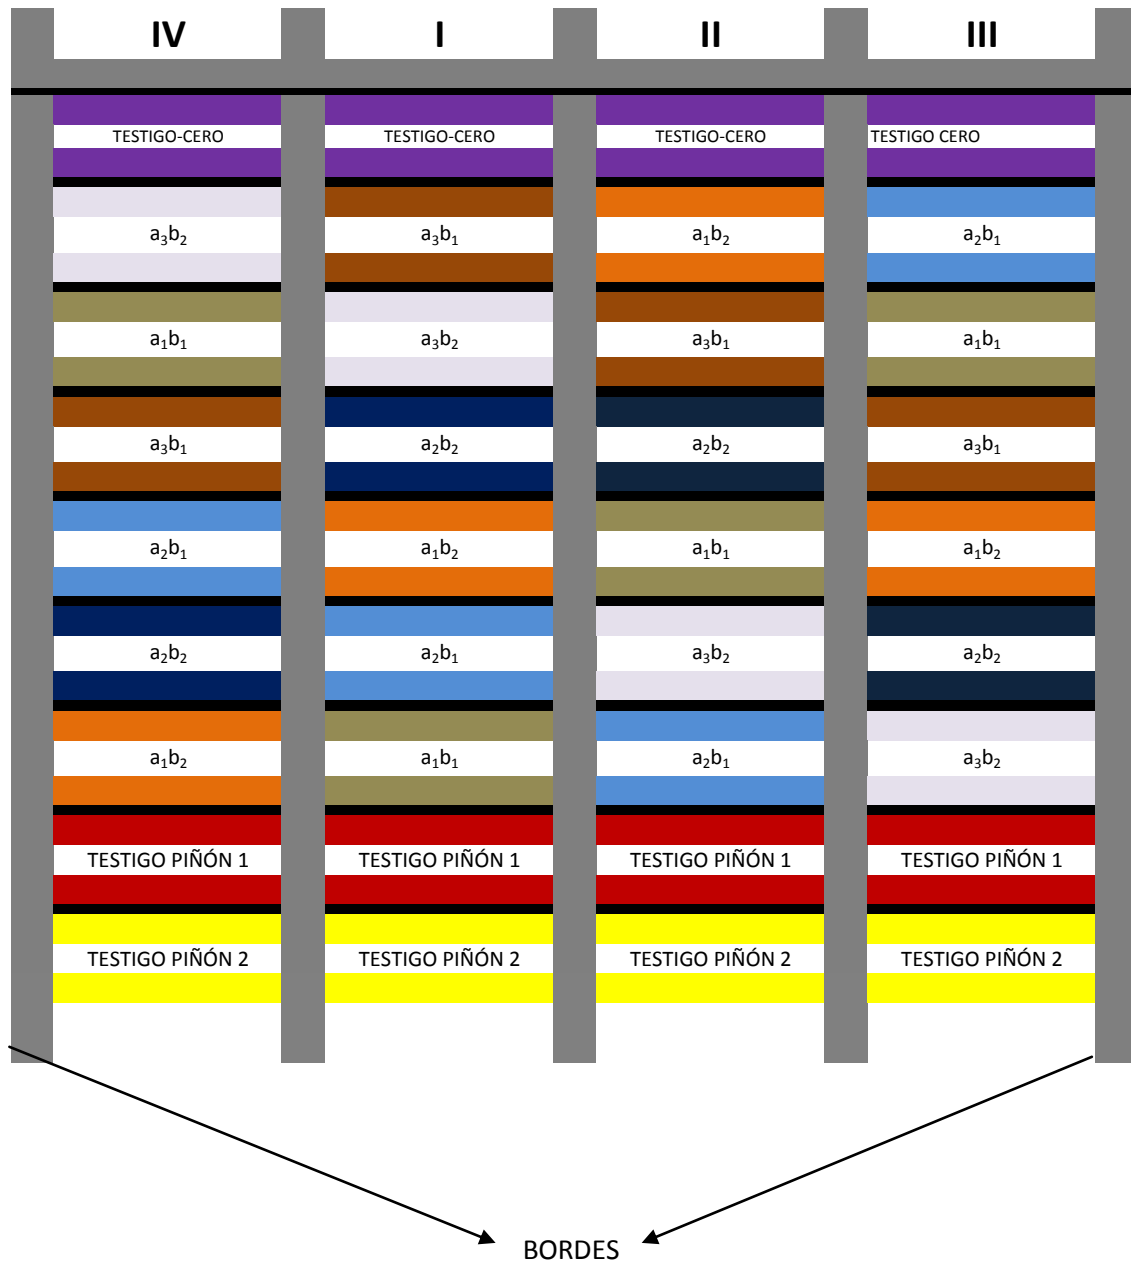 IV I II III
TESTIGO-CERO TESTIGO-CERO TESTIGO-CERO TESTIGO CERO
a₃b₂ a₃b₁ a₁b₂ a₂b₁
a₁b₁ a₃b₂ a₃b₁ a₁b₁
a₃b₁ a₂b₂ a₂b₂ a₃b₁
a₂b₁ a₁b₂ a₁b₁ a₁b₂
a₂b₂ a₂b₁ a₃b₂ a₂b₂
a₁b₂ a₁b₁ a₂b₁ a₃b₂
TESTIGO PIÑÓN 1 TESTIGO PIÑÓN 1 TESTIGO PIÑÓN 1 TESTIGO PIÑÓN 1
TESTIGO PIÑÓN 2 TESTIGO PIÑÓN 2 TESTIGO PIÑÓN 2 TESTIGO PIÑÓN 2
BORDES